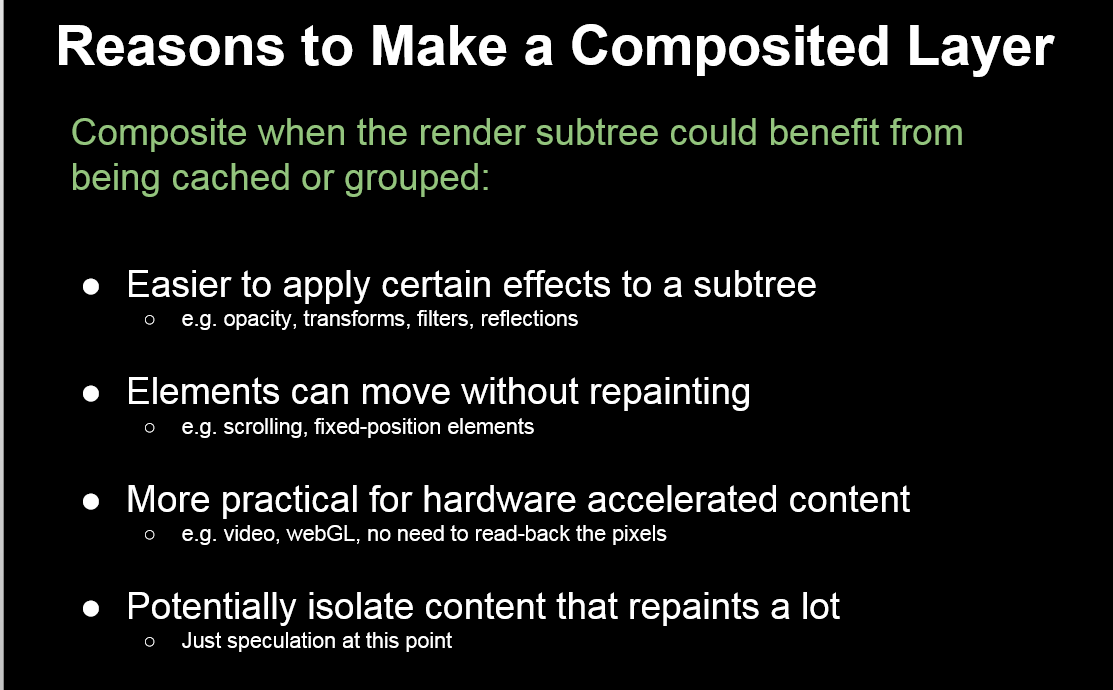 Reasons to Make a Composited Layer
Composite when the render subtree could benefit from
being cached or grouped:
● Easier to apply certain effects to a subtree
○ e.g. opacity, transforms, filters, reflections
● Elements can move without repainting
○ e.g. scrolling, fixed-position elements
● More practical for hardware accelerated content
○ e.g. video, webGL, no need to read-back the pixels
● Potentially isolate content that repaints a lot
○ Just speculation at this point